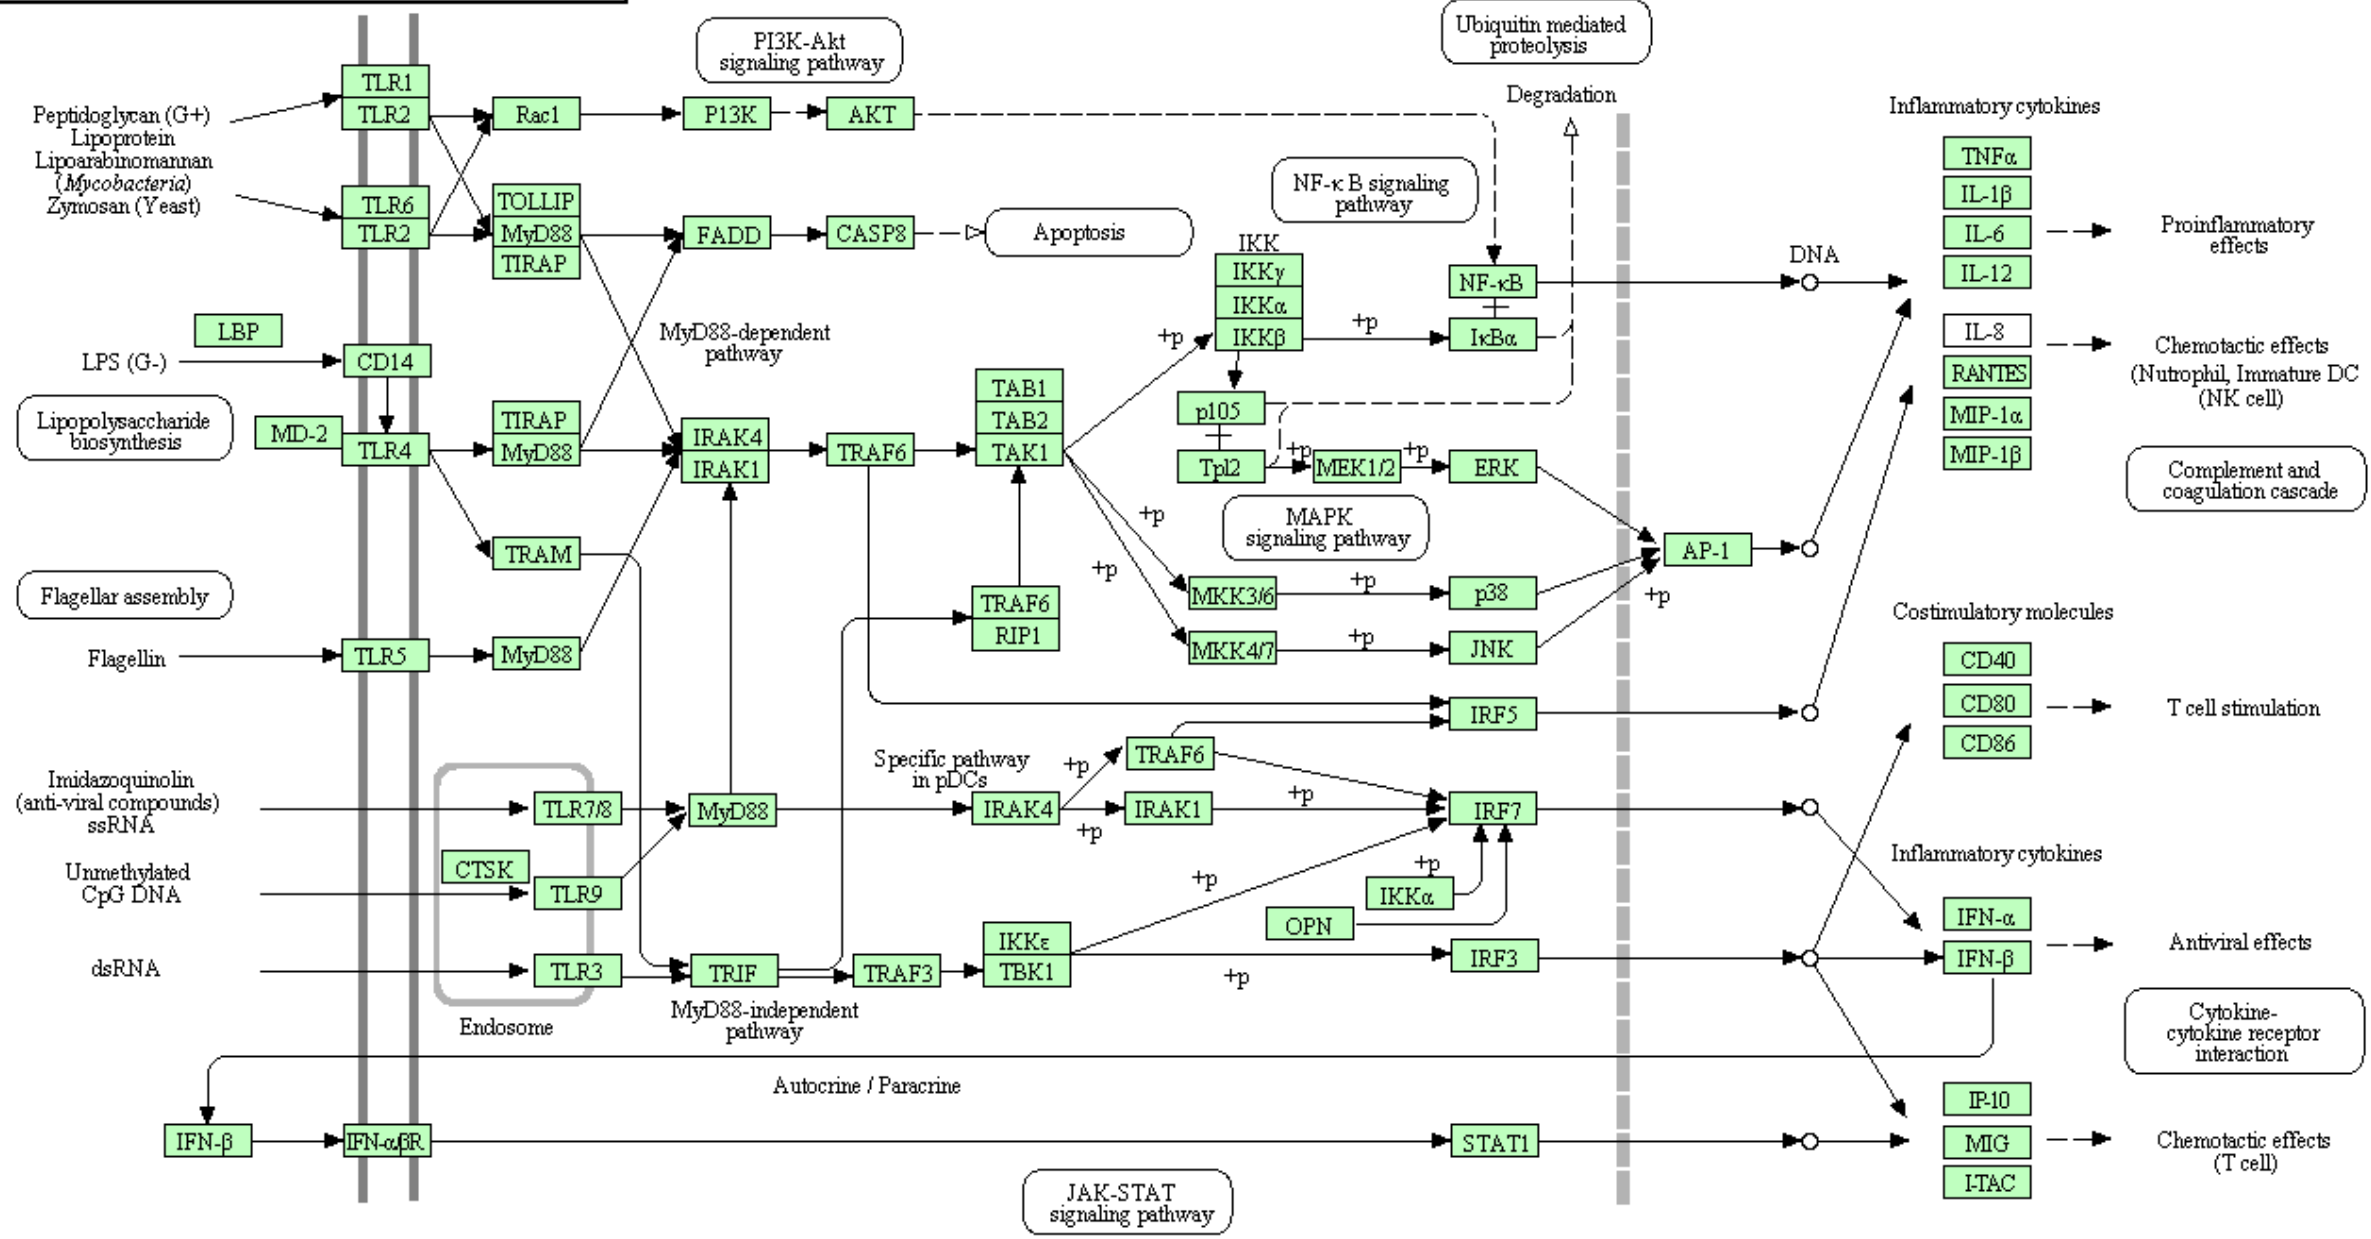 PI3K-Akt
signaling pathway
Ubiquitin mediated
proteolysis
Degradation
Peptidoglycan (G+)
Lipoprotein
Lipoarabinomannan
(Mycobacteria)
Zymosan (Yeast)
TLR1
TLR2
Rac1
P13K
AKT
TLR6
TLR2
TOLLIP
MyD88
TIRAP
FADD
CASP8
Apoptosis
NF-κB signaling
pathway
IKK
IKKγ
IKKα
IKKβ
NF-κB
IκBα
+p
+p
DNA
Inflammatory cytokines
TNFα
IL-1β
IL-6
IL-12
Proinflammatory
effects
IL-8
RANTES
MIP-1α
MIP-1β
Chemotactic effects
(Nutrophil, Immature DC
(NK cell)
Complement and
coagulation cascade
LBP
LPS (G-)
CD14
Lipopolysaccharide
biosynthesis
MD-2
TLR4
MyD88-dependent
pathway
TIRAP
MyD88
IRAK4
IRAK1
TRAF6
TAB1
TAB2
TAK1
p105
Tpl2
+p
MEK1/2
+p
ERK
MAPK
signaling pathway
+p
+p
TRAM
Flagellar assembly
Flagellin
TLR5
MyD88
TRAF6
RIP1
MKK3/6
+p
p38
MKK4/7
+p
JNK
+p
AP-1
Costimulatory molecules
CD40
CD80
CD86
T cell stimulation
IRF5
Specific pathway
in pDCs
+p
TRAF6
Imidazoquinolin
(anti-viral compounds)
ssRNA
TLR7/8
MyD88
IRAK4
+p
IRAK1
+p
IRF7
Unmethylated
CpG DNA
CTSK
TLR9
+p
+p
IKKα
OPN
Inflammatory cytokines
IFN-α
IFN-β
Antiviral effects
dsRNA
TLR3
TRIF
TRAF3
IKKε
TBK1
+p
IRF3
Endosome
MyD88-independent
pathway
Cytokine-
cytokine receptor
interaction
Autocrine / Paracrine
IFN-β
IFN-α/βR
STAT1
IP-10
MIG
I-TAC
Chemotactic effects
(T cell)
JAK-STAT
signaling pathway